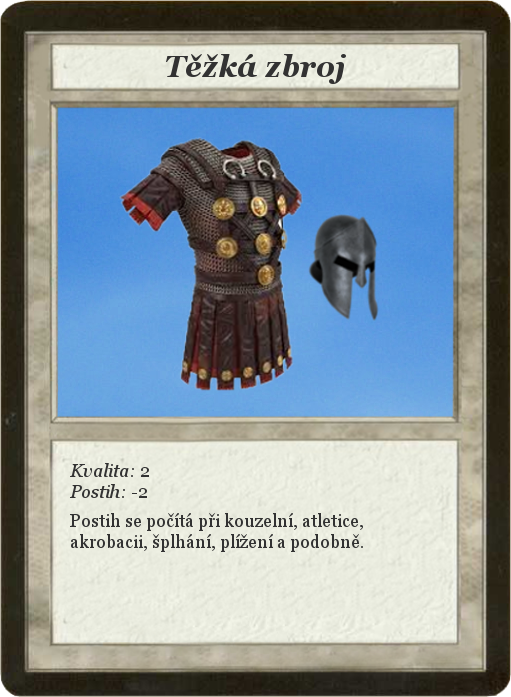 Těžká zbroj
Kvalita: 2
Postih: -2
Postih se počítá při kouzelní, atletice,
akrobacii, šplhání, plížení a podobně.